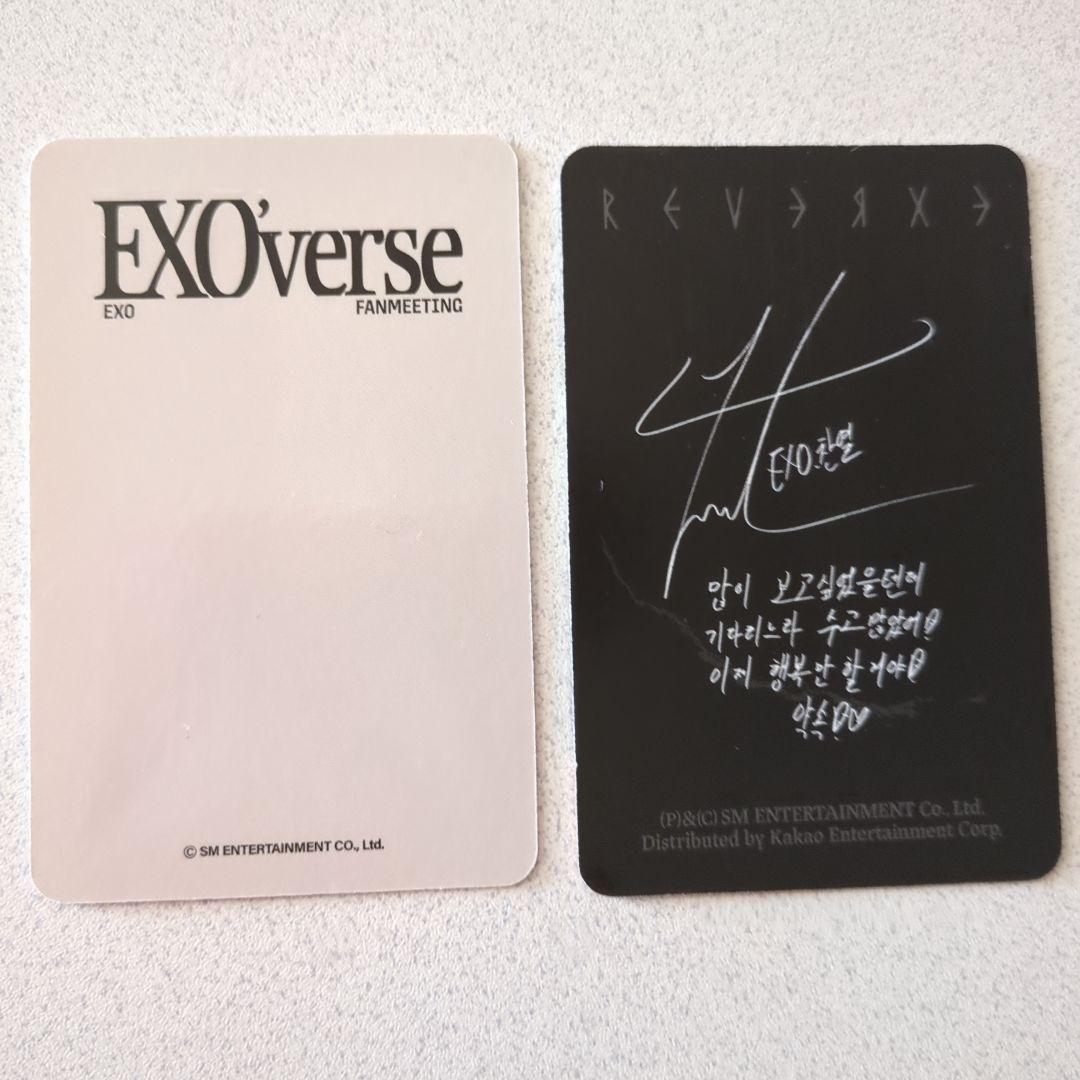 EXO'verse
EXO FANMEETING
© SM ENTERTAINMENT CO., Ltd.
REVERXE
EXO 찬열
많이 보고싶었을텐데
기다리느라 수고많았어!
이제 행복만 할거야!
약속!♡♡
(P)&(C) SM ENTERTAINMENT Co., Ltd.
Distributed by Kakao Entertainment Corp.